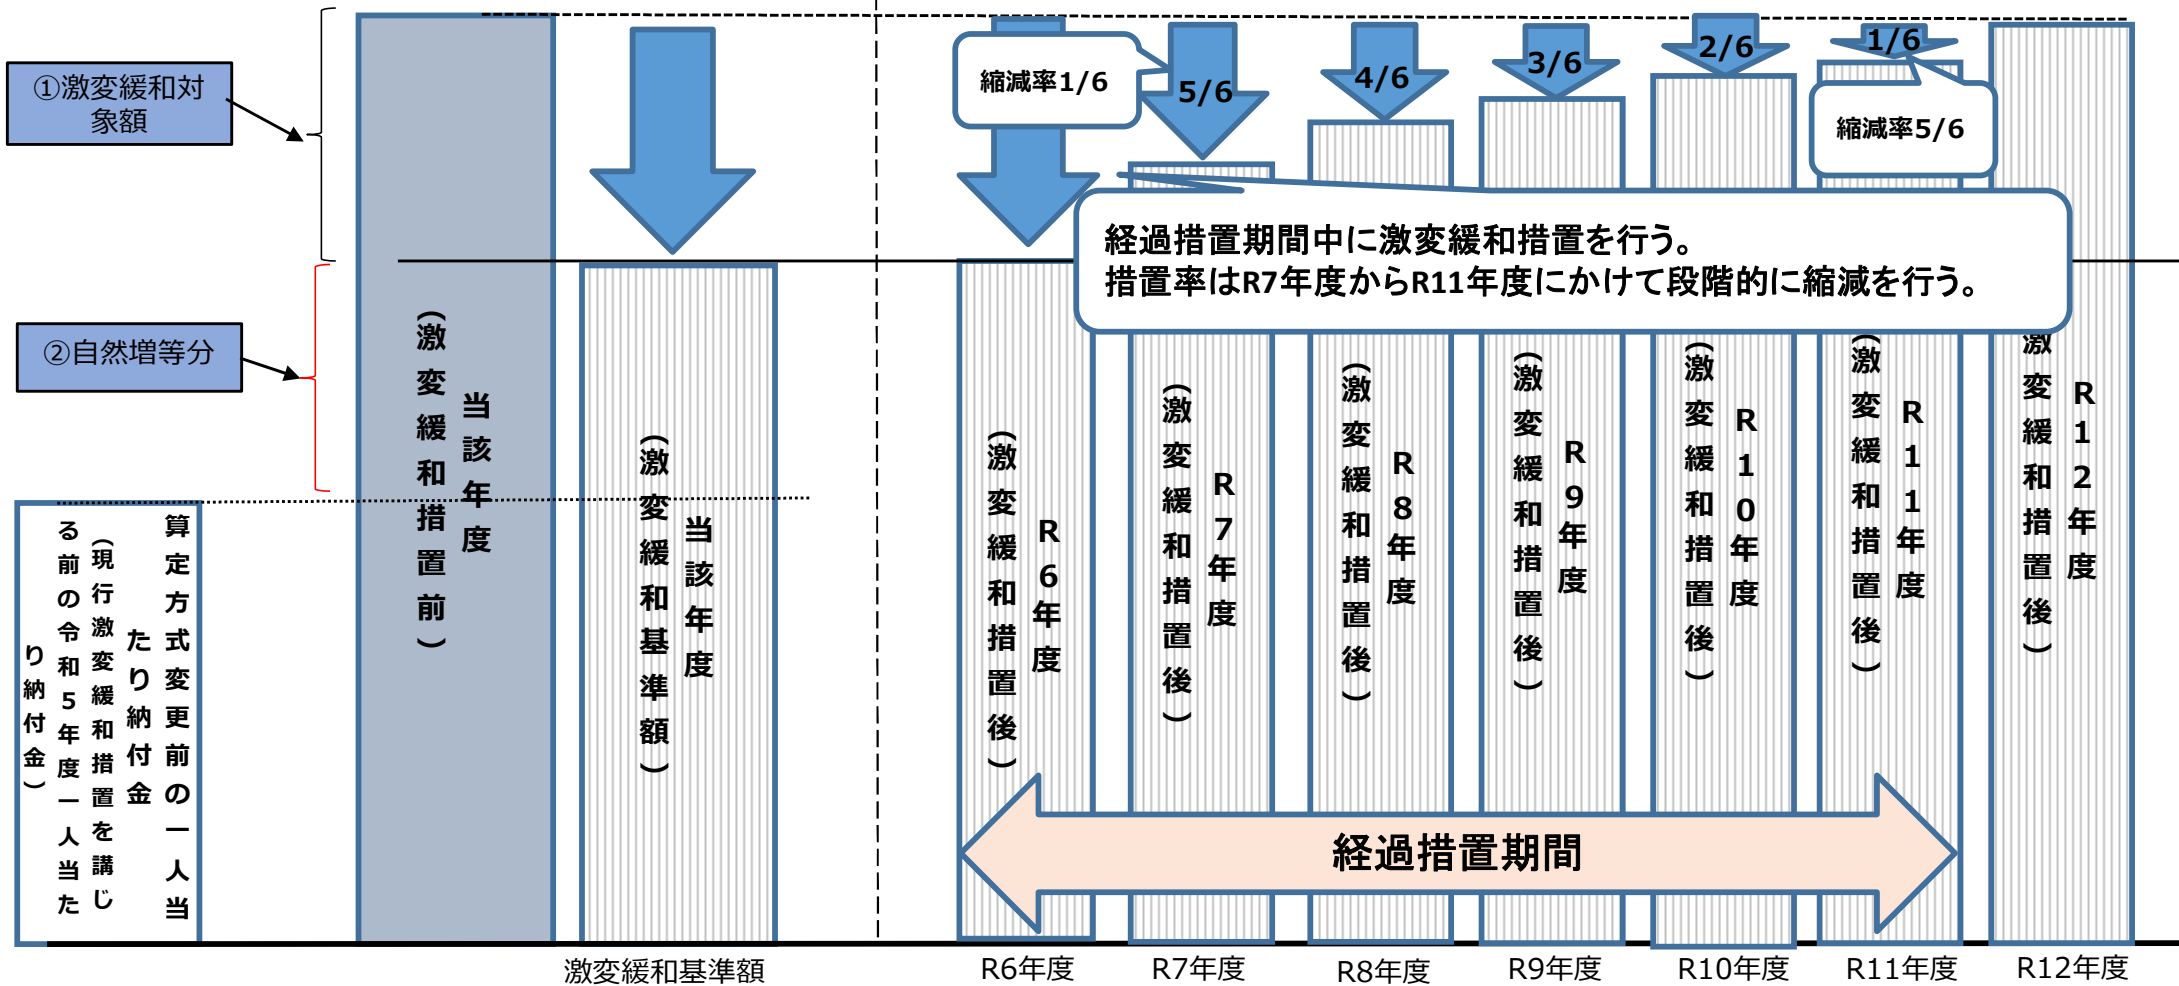 ①激変緩和対
象額
②自然増等分
算定方式変更前の一人当
たり納付金
（現行激変緩和措置を講じ
る前の令和５年度一人当た
り納付金）
当該年度
（激変緩和措置前）
当該年度
（激変緩和基準額）
縮減率1/6
5/6
4/6
3/6
2/6
1/6
縮減率5/6
経過措置期間中に激変緩和措置を行う。
措置率はR7年度からR11年度にかけて段階的に縮減を行う。
R6年度
（激変緩和措置後）
R7年度
（激変緩和措置後）
R8年度
（激変緩和措置後）
R9年度
（激変緩和措置後）
R10年度
（激変緩和措置後）
R11年度
（激変緩和措置後）
R12年度
激変緩和措置後）
経過措置期間
激変緩和基準額
R6年度
R7年度
R8年度
R9年度
R10年度
R11年度
R12年度